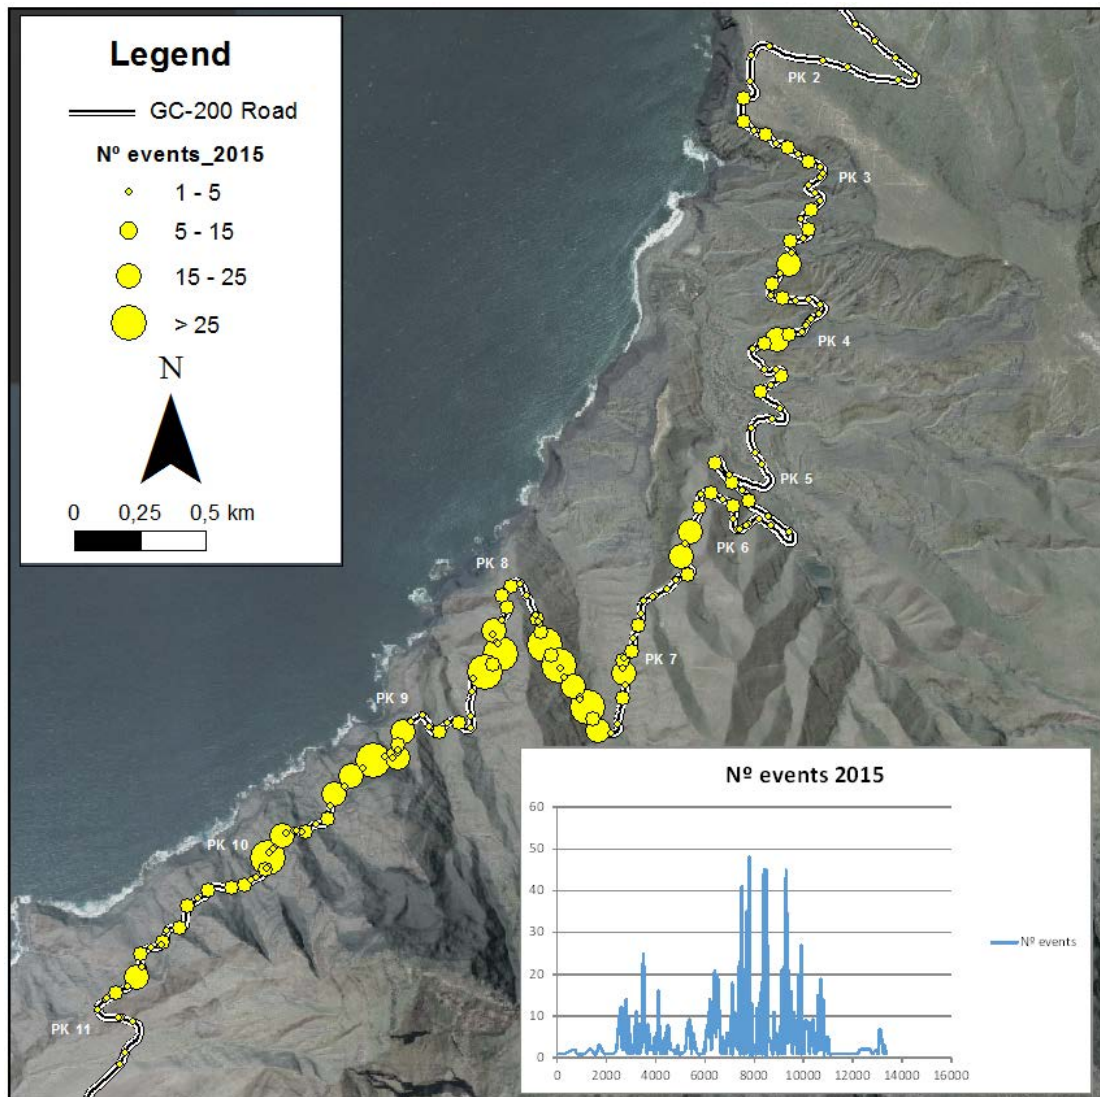 Legend
GC-200 Road
Nº events_2015
1 - 5
5 - 15
15 - 25
> 25
N
0 0,25 0,5 km
PK 2
PK 3
PK 4
PK 5
PK 6
PK 7
PK 8
PK 9
PK 10
PK 11
Nº events 2015
60
50
40
30
20
10
0
0 2000 4000 6000 8000 10000 12000 14000 16000
Nº events